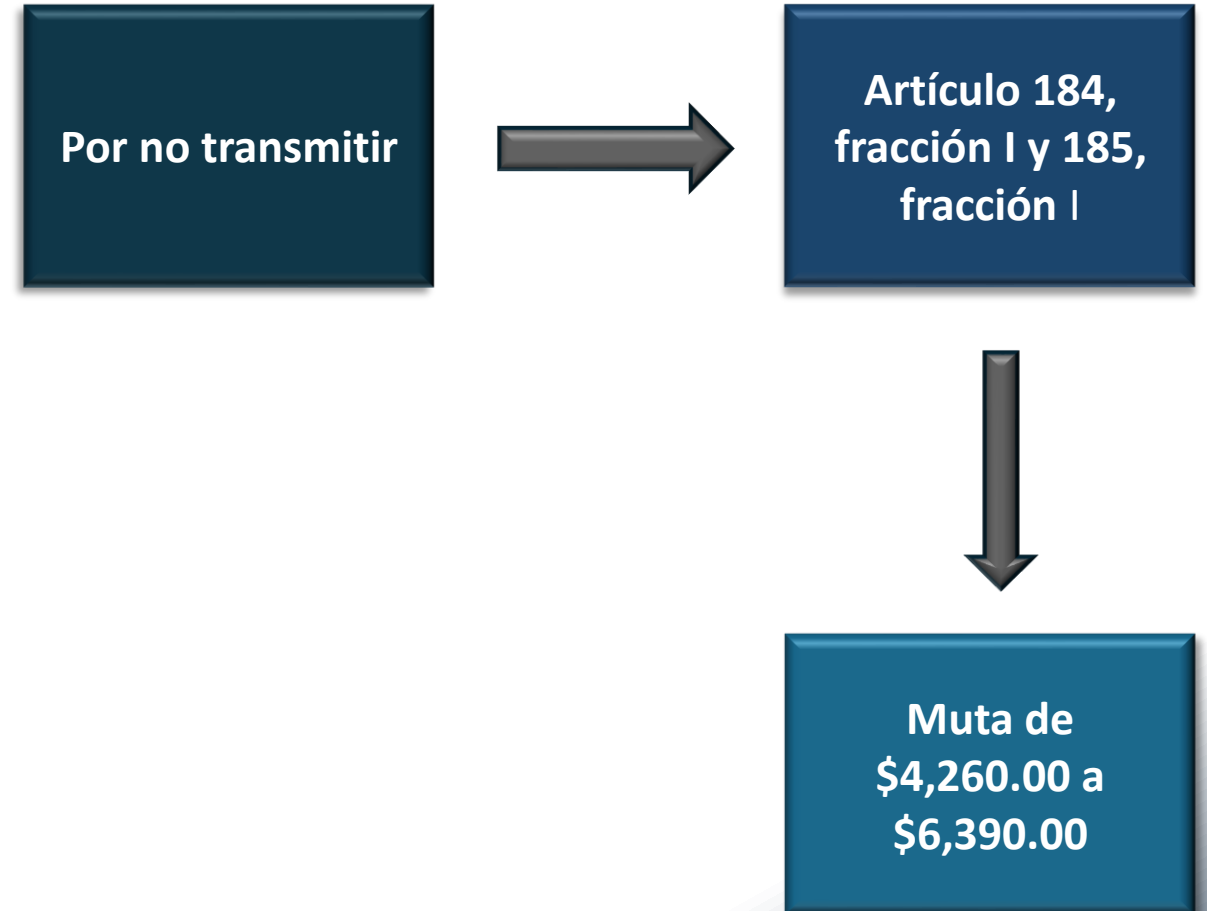 Por no transmitir
Artículo 184,
fracción I y 185,
fracción I
Muta de
$4,260.00 a
$6,390.00